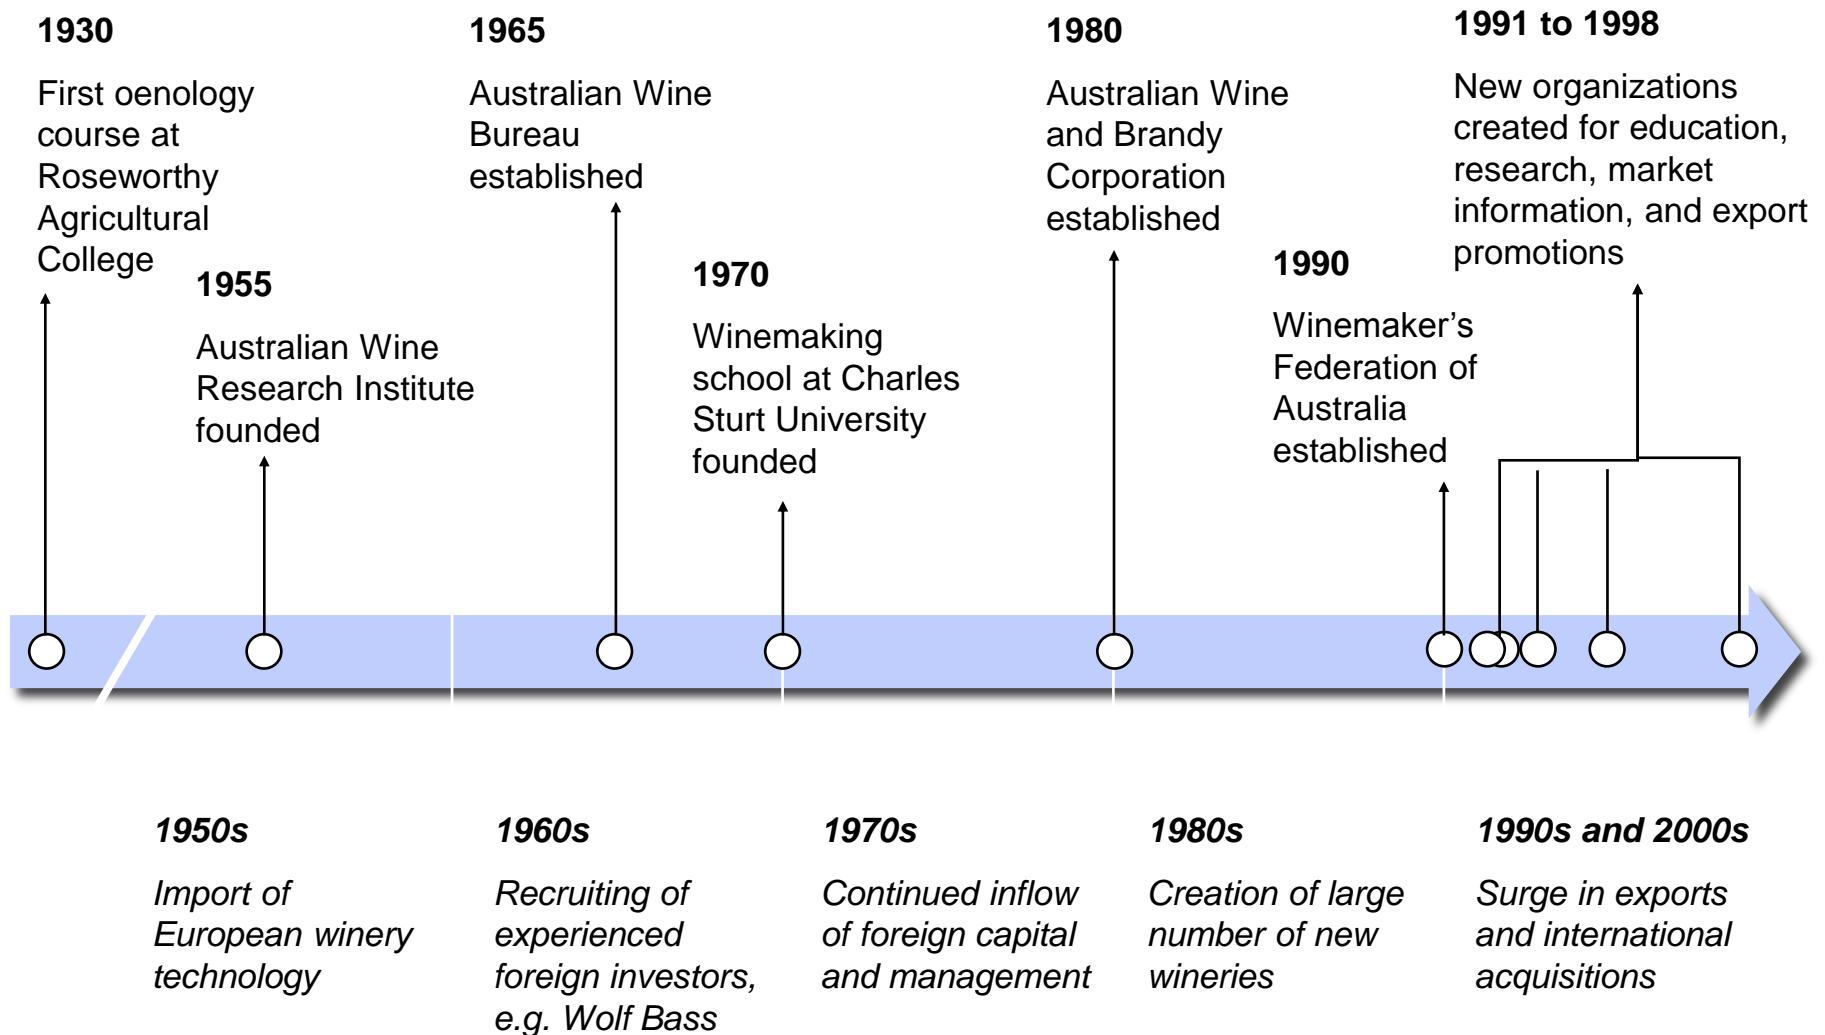 1930
First oenology
course at
Roseworthy
Agricultural
College
1955
Australian Wine
Research Institute
founded
1965
Australian Wine
Bureau
established
1970
Winemaking
school at Charles
Sturt University
founded
1980
Australian Wine
and Brandy
Corporation
established
1990
Winemaker’s
Federation of
Australia
established
1991 to 1998
New organizations
created for education,
research, market
information, and export
promotions
1950s
Import of
European winery
technology
1960s
Recruiting of
experienced
foreign investors,
e.g. Wolf Bass
1970s
Continued inflow
of foreign capital
and management
1980s
Creation of large
number of new
wineries
1990s and 2000s
Surge in exports
and international
acquisitions